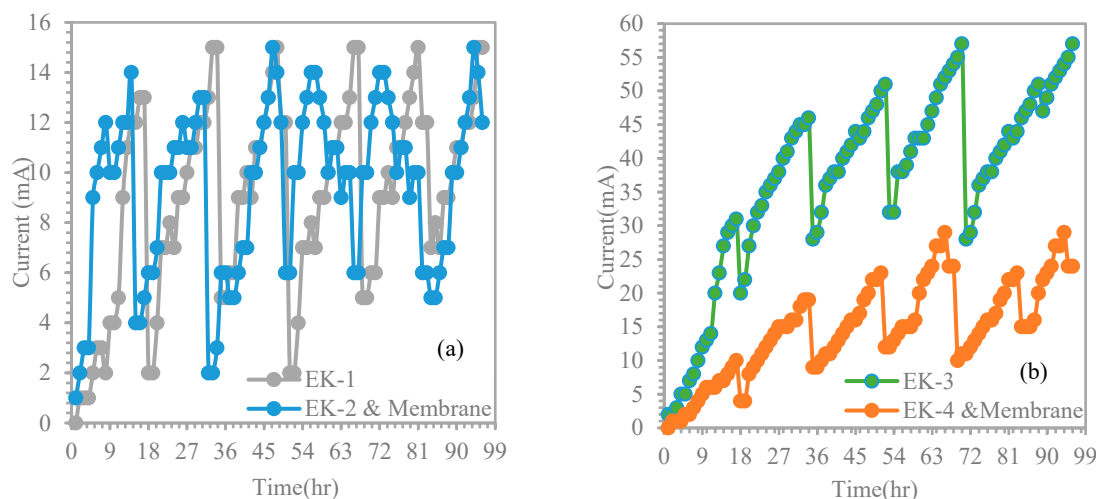 (a)
16
14
12
10
8
6
4
2
0
Current (mA)
0 9 18 27 36 45 54 63 72 81 90 99
Time(hr)
EK-1
EK-2 & Membrane
(a)
(b)
60
55
50
45
40
35
30
25
20
15
10
5
0
Current(mA)
0 9 18 27 36 45 54 63 72 81 90 99
Time(hr)
EK-3
EK-4 &Membrane
(b)